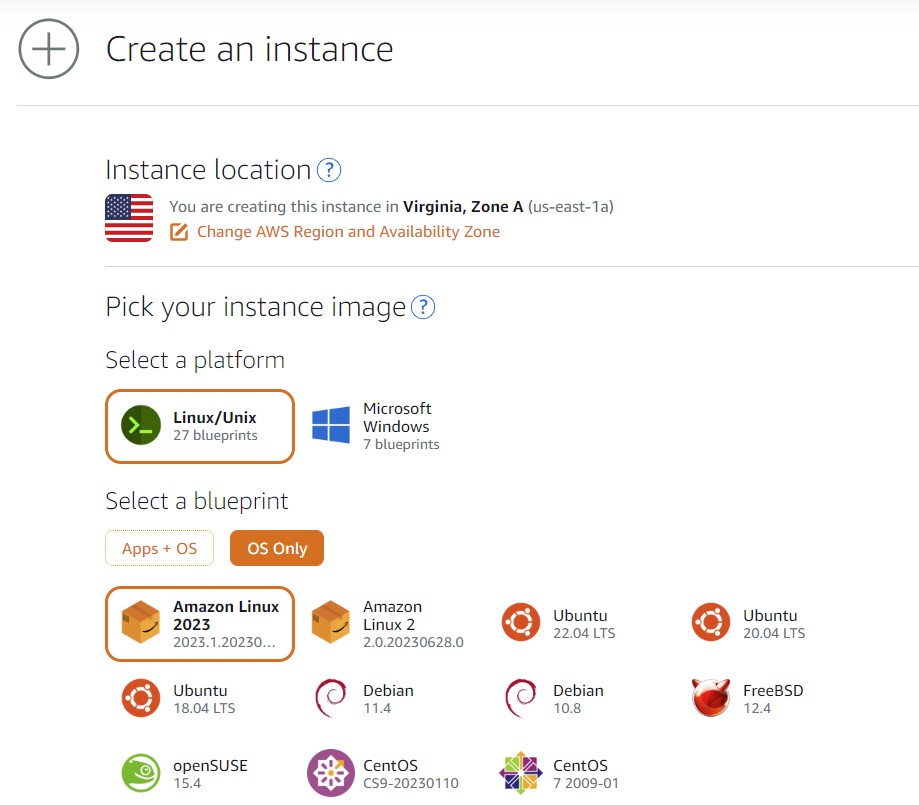 Create an instance
Instance location ?
You are creating this instance in Virginia, Zone A (us-east-1a)
Change AWS Region and Availability Zone
Pick your instance image ?
Select a platform
Linux/Unix
27 blueprints
Microsoft
Windows
7 blueprints
Select a blueprint
Apps + OS
OS Only
Amazon Linux
2023
2023.1.20230...
Amazon
Linux 2
2.0.20230628.0
Ubuntu
22.04 LTS
Ubuntu
20.04 LTS
Ubuntu
18.04 LTS
Debian
11.4
Debian
10.8
FreeBSD
12.4
openSUSE
15.4
CentOS
CS9-20230110
CentOS
7 2009-01